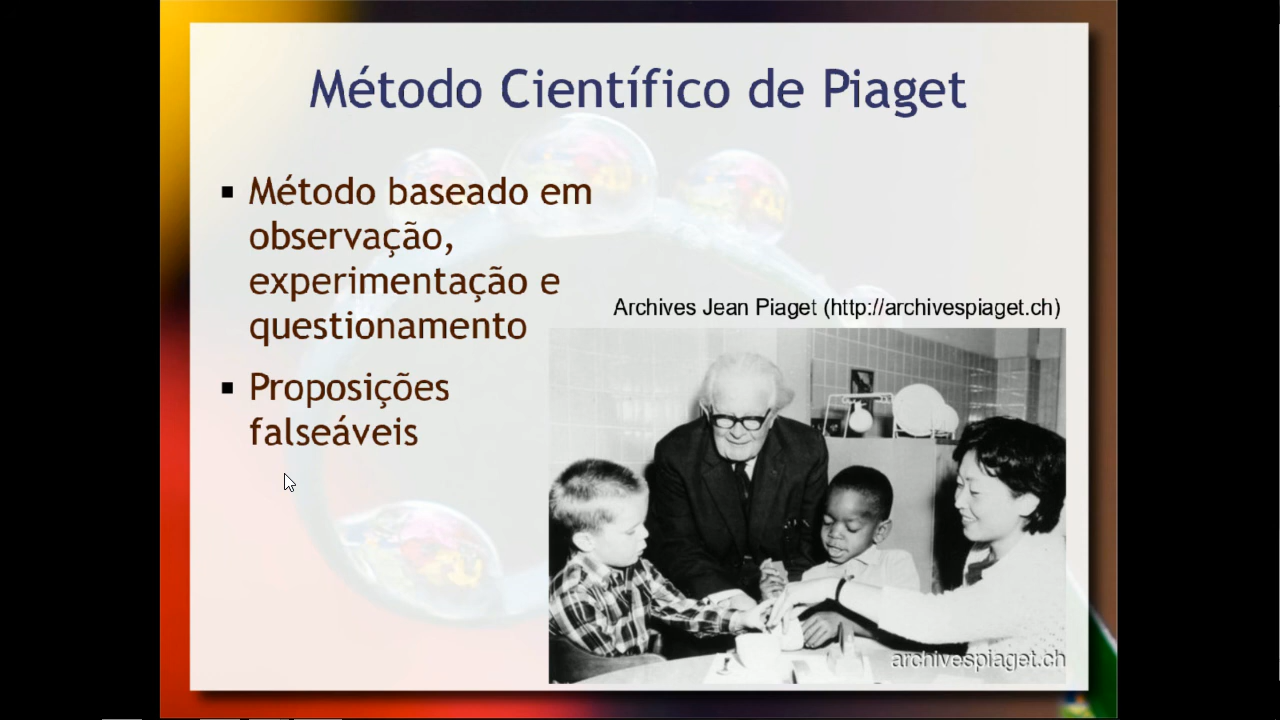 Método Científico de Piaget
Método baseado em
observação,
experimentação e
questionamento
Proposições
falseáveis
Archives Jean Piaget (http://archivespiaget.ch)
archivespiaget.ch